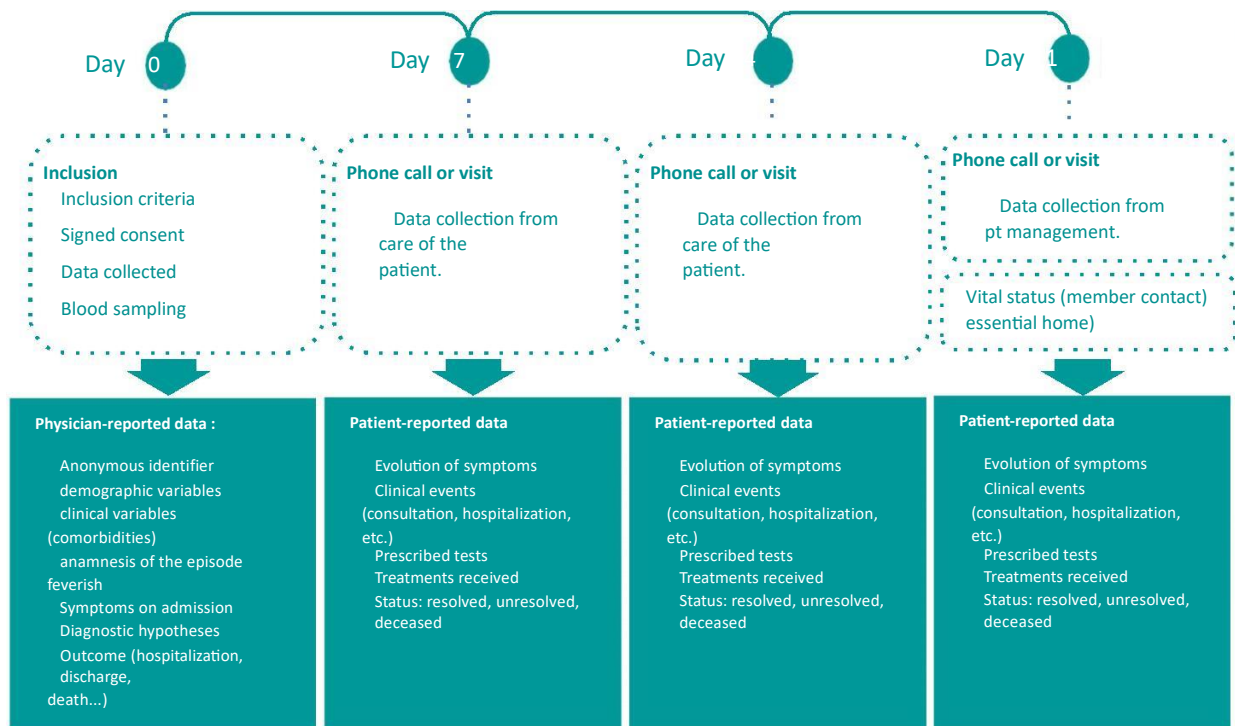 Day 0
Day 7
Day
Day 1
Inclusion
Inclusion criteria
Signed consent
Data collected
Blood sampling
Phone call or visit
Data collection from
care of the
patient.
Phone call or visit
Data collection from
care of the
patient.
Phone call or visit
Data collection from
pt management.
Vital status (member contact)
essential home)
Physician-reported data :
Anonymous identifier
demographic variables
clinical variables
(comorbidities)
anamnesis of the episode
feverish
Symptoms on admission
Diagnostic hypotheses
Outcome (hospitalization,
discharge,
death...)
Patient-reported data
Evolution of symptoms
Clinical events
(consultation, hospitalization,
etc.)
Prescribed tests
Treatments received
Status: resolved, unresolved,
deceased
Patient-reported data
Evolution of symptoms
Clinical events
(consultation, hospitalization,
etc.)
Prescribed tests
Treatments received
Status: resolved, unresolved,
deceased
Patient-reported data
Evolution of symptoms
Clinical events
(consultation, hospitalization,
etc.)
Prescribed tests
Treatments received
Status: resolved, unresolved,
deceased